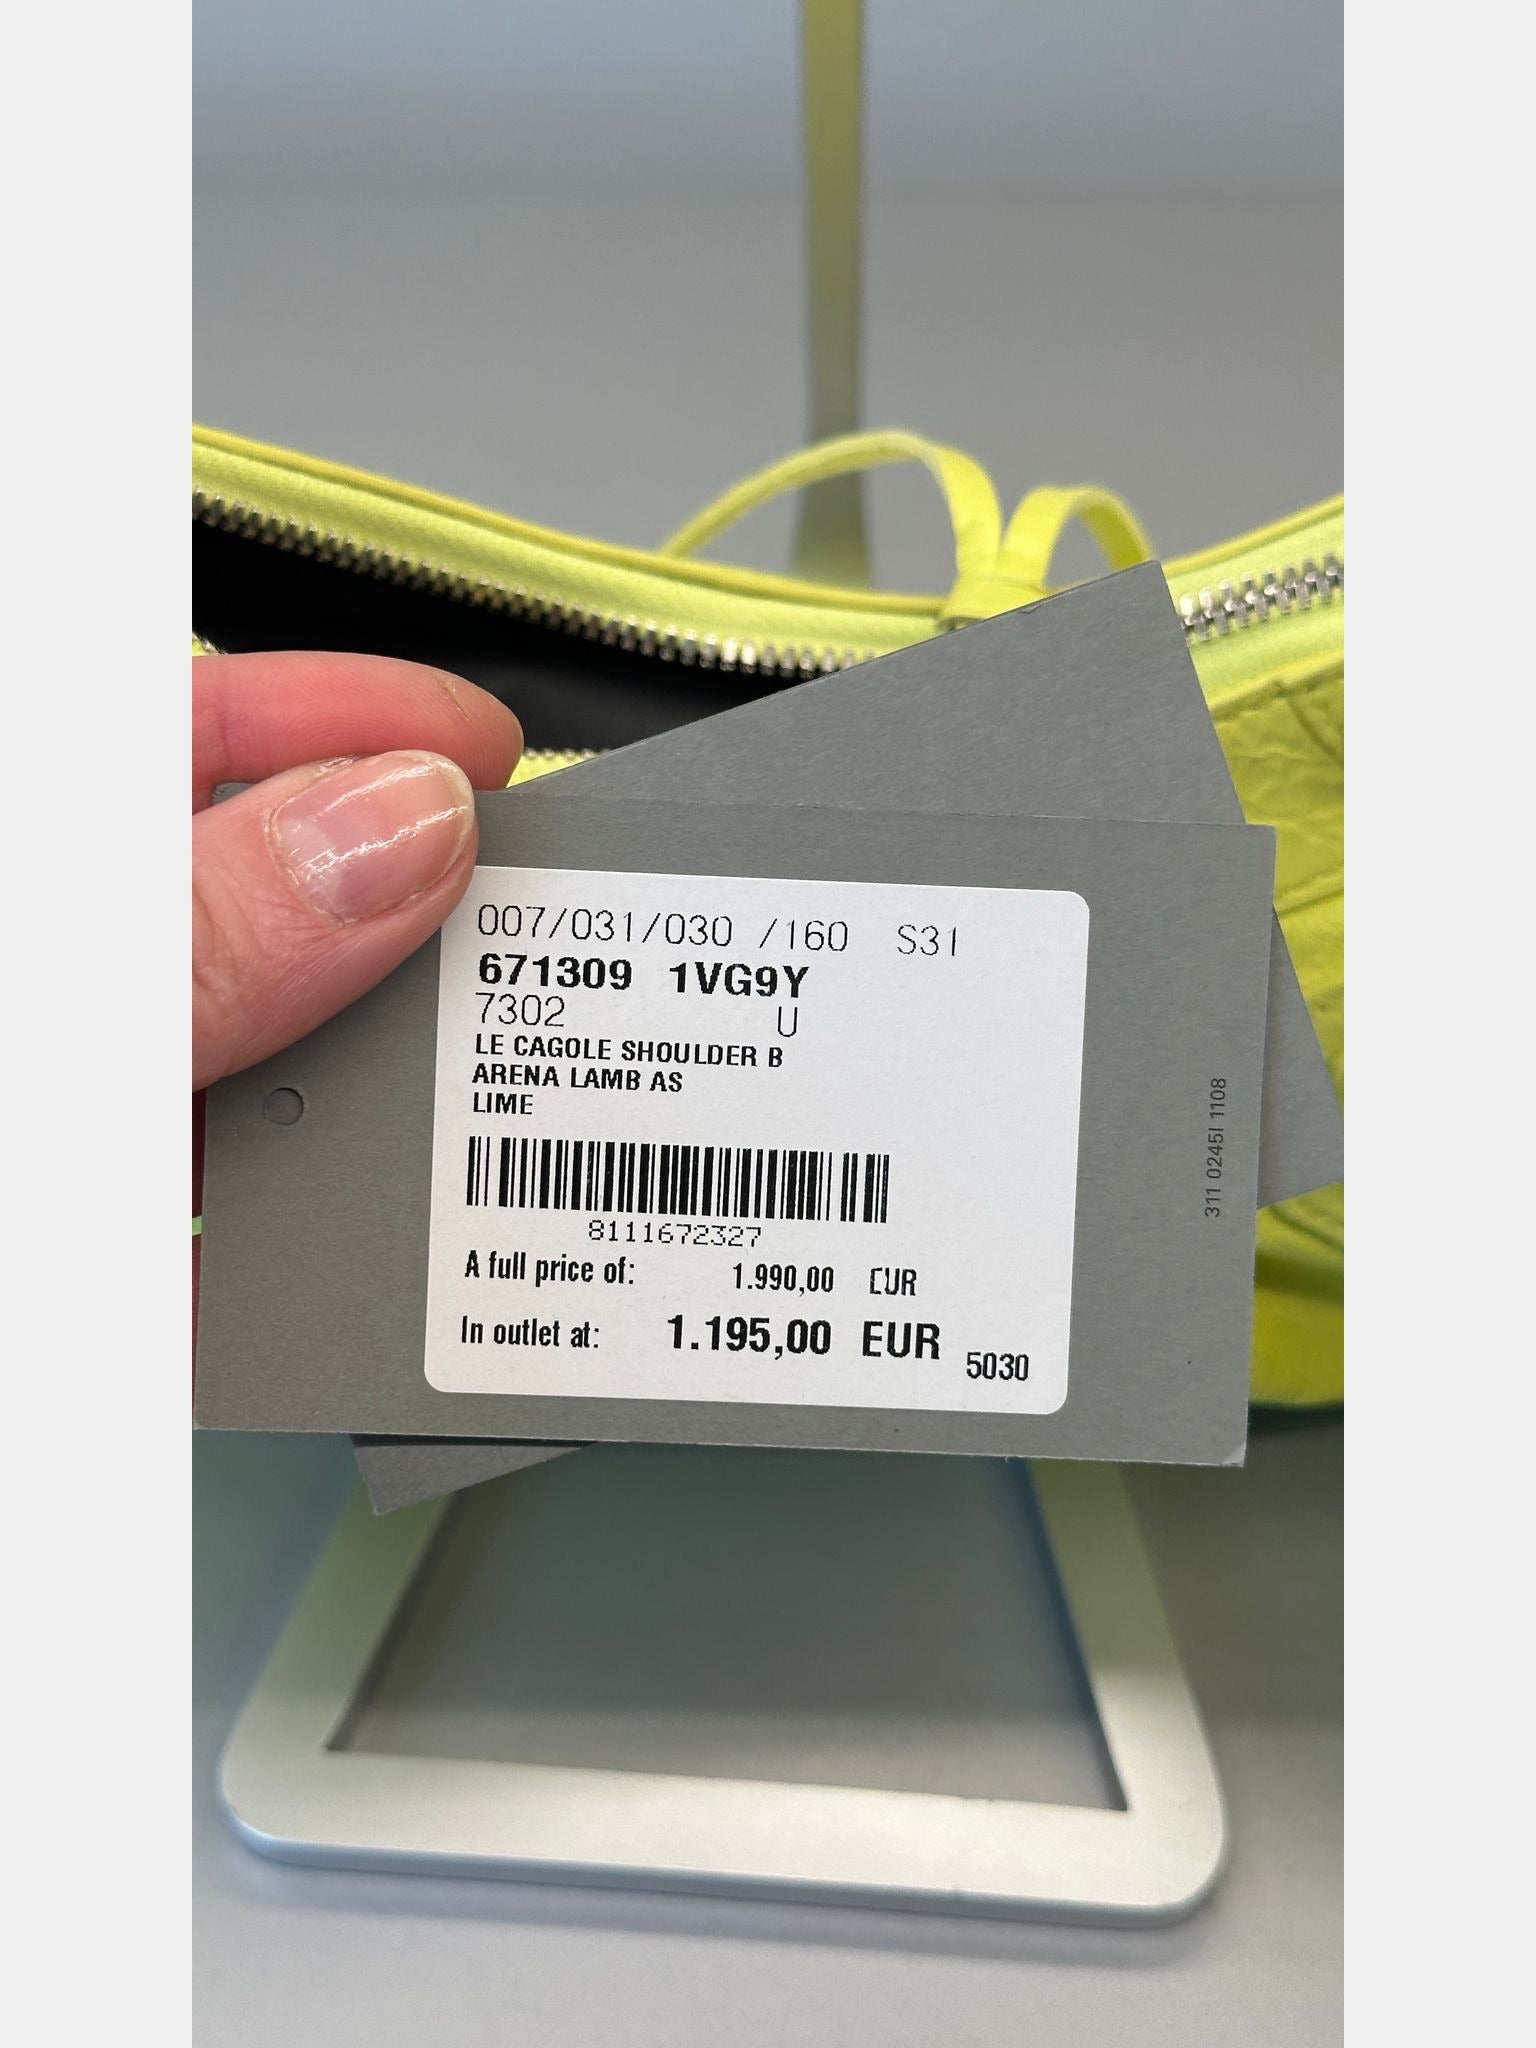 007/031/030 /160 S31
671309 1VG9Y
7302 U
LE CAGOLE SHOULDER B
ARENA LAMB AS
LIME
8111672327
A full price of: 1.990,00 EUR
In outlet at: 1.195,00 EUR
5030
311 0245I 1108